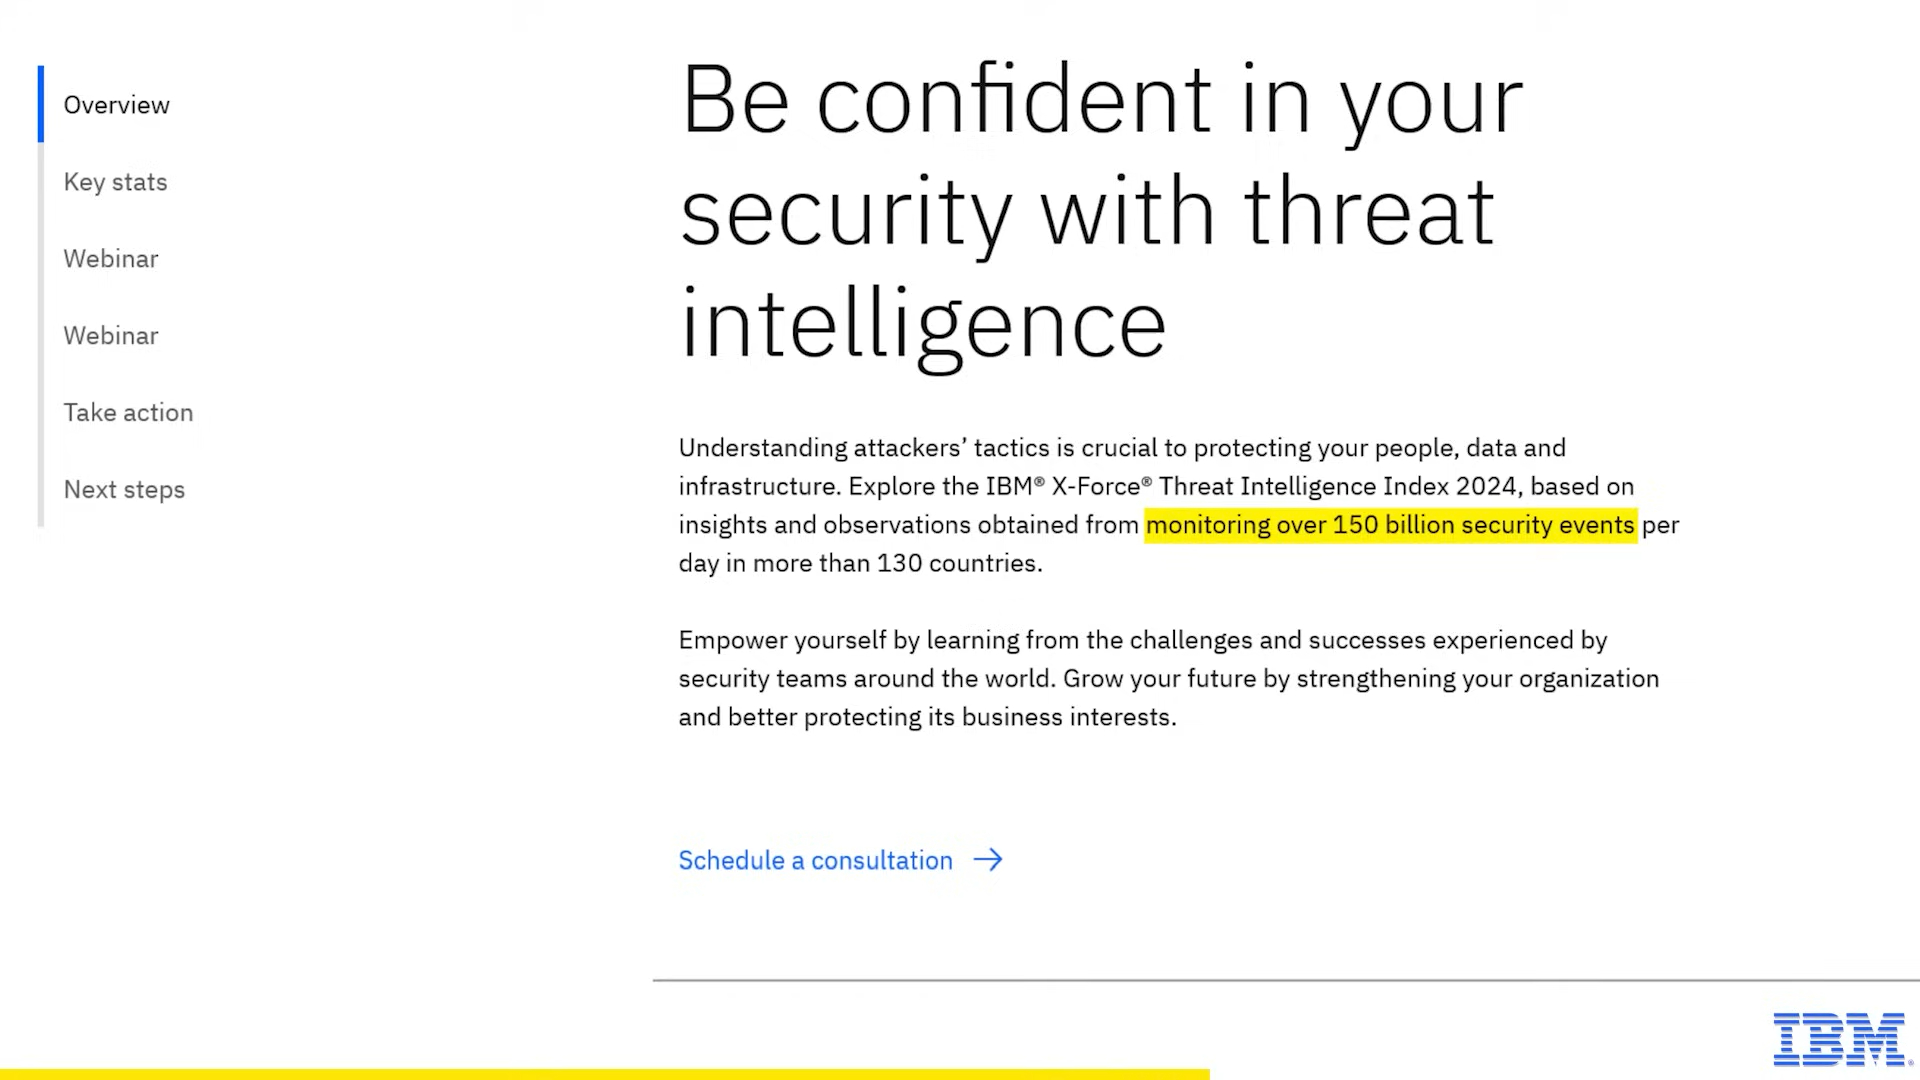 Overview
Key stats
Webinar
Webinar
Take action
Next steps
Be confident in your
security with threat
intelligence
Understanding attackers’ tactics is crucial to protecting your people, data and
infrastructure. Explore the IBM® X-Force® Threat Intelligence Index 2024, based on
insights and observations obtained from monitoring over 150 billion security events per
day in more than 130 countries.
Empower yourself by learning from the challenges and successes experienced by
security teams around the world. Grow your future by strengthening your organization
and better protecting its business interests.
Schedule a consultation →
IBM®